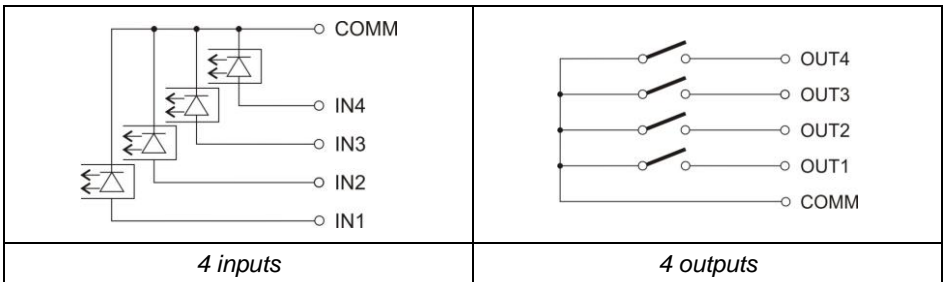 COMM
IN4
IN3
IN2
IN1
4 inputs
OUT4
OUT3
OUT2
OUT1
COMM
4 outputs